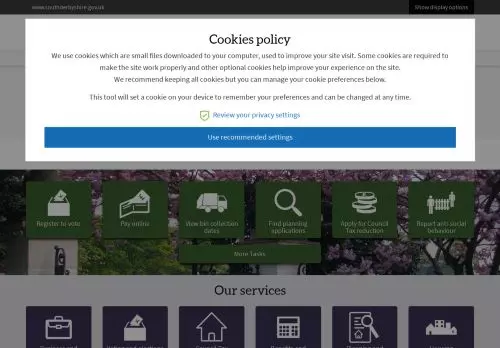 www.southderbyshire.gov.uk
Show display options
Cookies policy
We use cookies which are small files downloaded to your computer, used to improve your site visit. Some cookies are required to
make the site work properly and other optional cookies help improve your experience on the site.
We recommend keeping all cookies but you can manage your cookie preferences below.
This tool will set a cookie on your device to remember your preferences and can be changed at any time.
Review your privacy settings
Use recommended settings
Register to vote
Pay online
View bin collection
dates
Find planning
applications
Apply for Council
Tax reduction
Report anti-social
behaviour
More Tasks
Our services